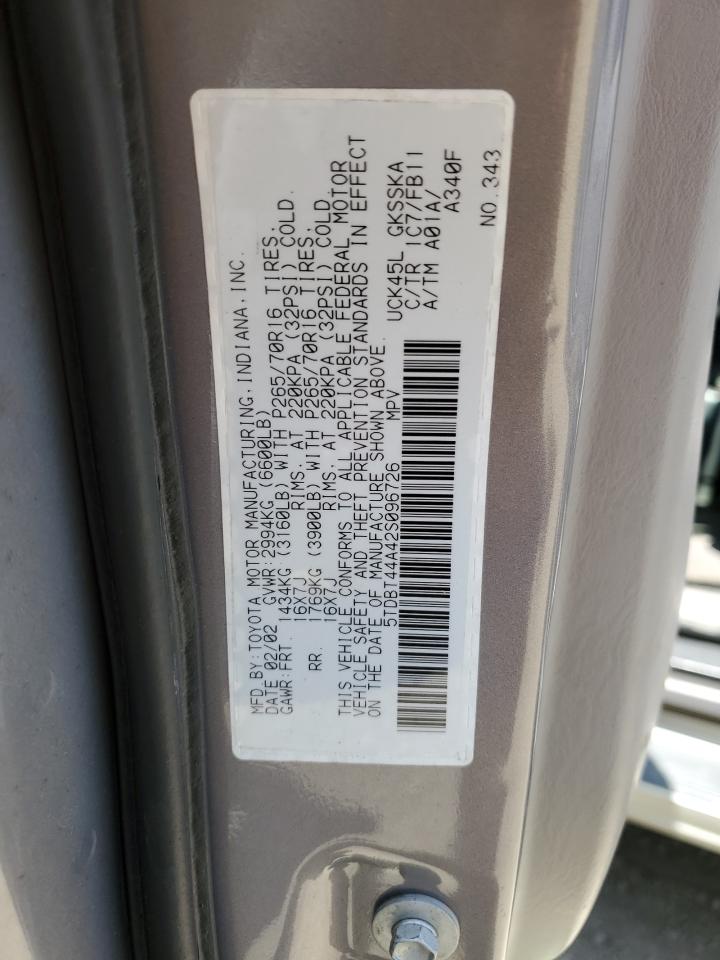 MFD BY:TOYOTA MOTOR MANUFACTURING,INDIANA,INC.
DATE 02/02 GVWR:2994KG (6600LB)
GAWR:FRT. 1434KG (3160LB) WITH P265/70R16 TIRES,
16X7J RIMS. AT 220KPA (32PSI) COLD.
RR. 1769KG (3900LB) WITH P265/70R16 TIRES.
16X7J RIMS. AT 220KPA (32PSI) COLD
THIS VEHICLE CONFORMS TO ALL APPLICABLE FEDERAL MOTOR
VEHICLE SAFETY AND THEFT PREVENTION STANDARDS IN EFFECT
ON THE DATE OF MANUFACTURE SHOWN ABOVE.
5TDBT44A42S096726 MPV
UCK45L GKSSKA
C/TR 1C7/FB11
A/TM A01A/
A340F
NO.343